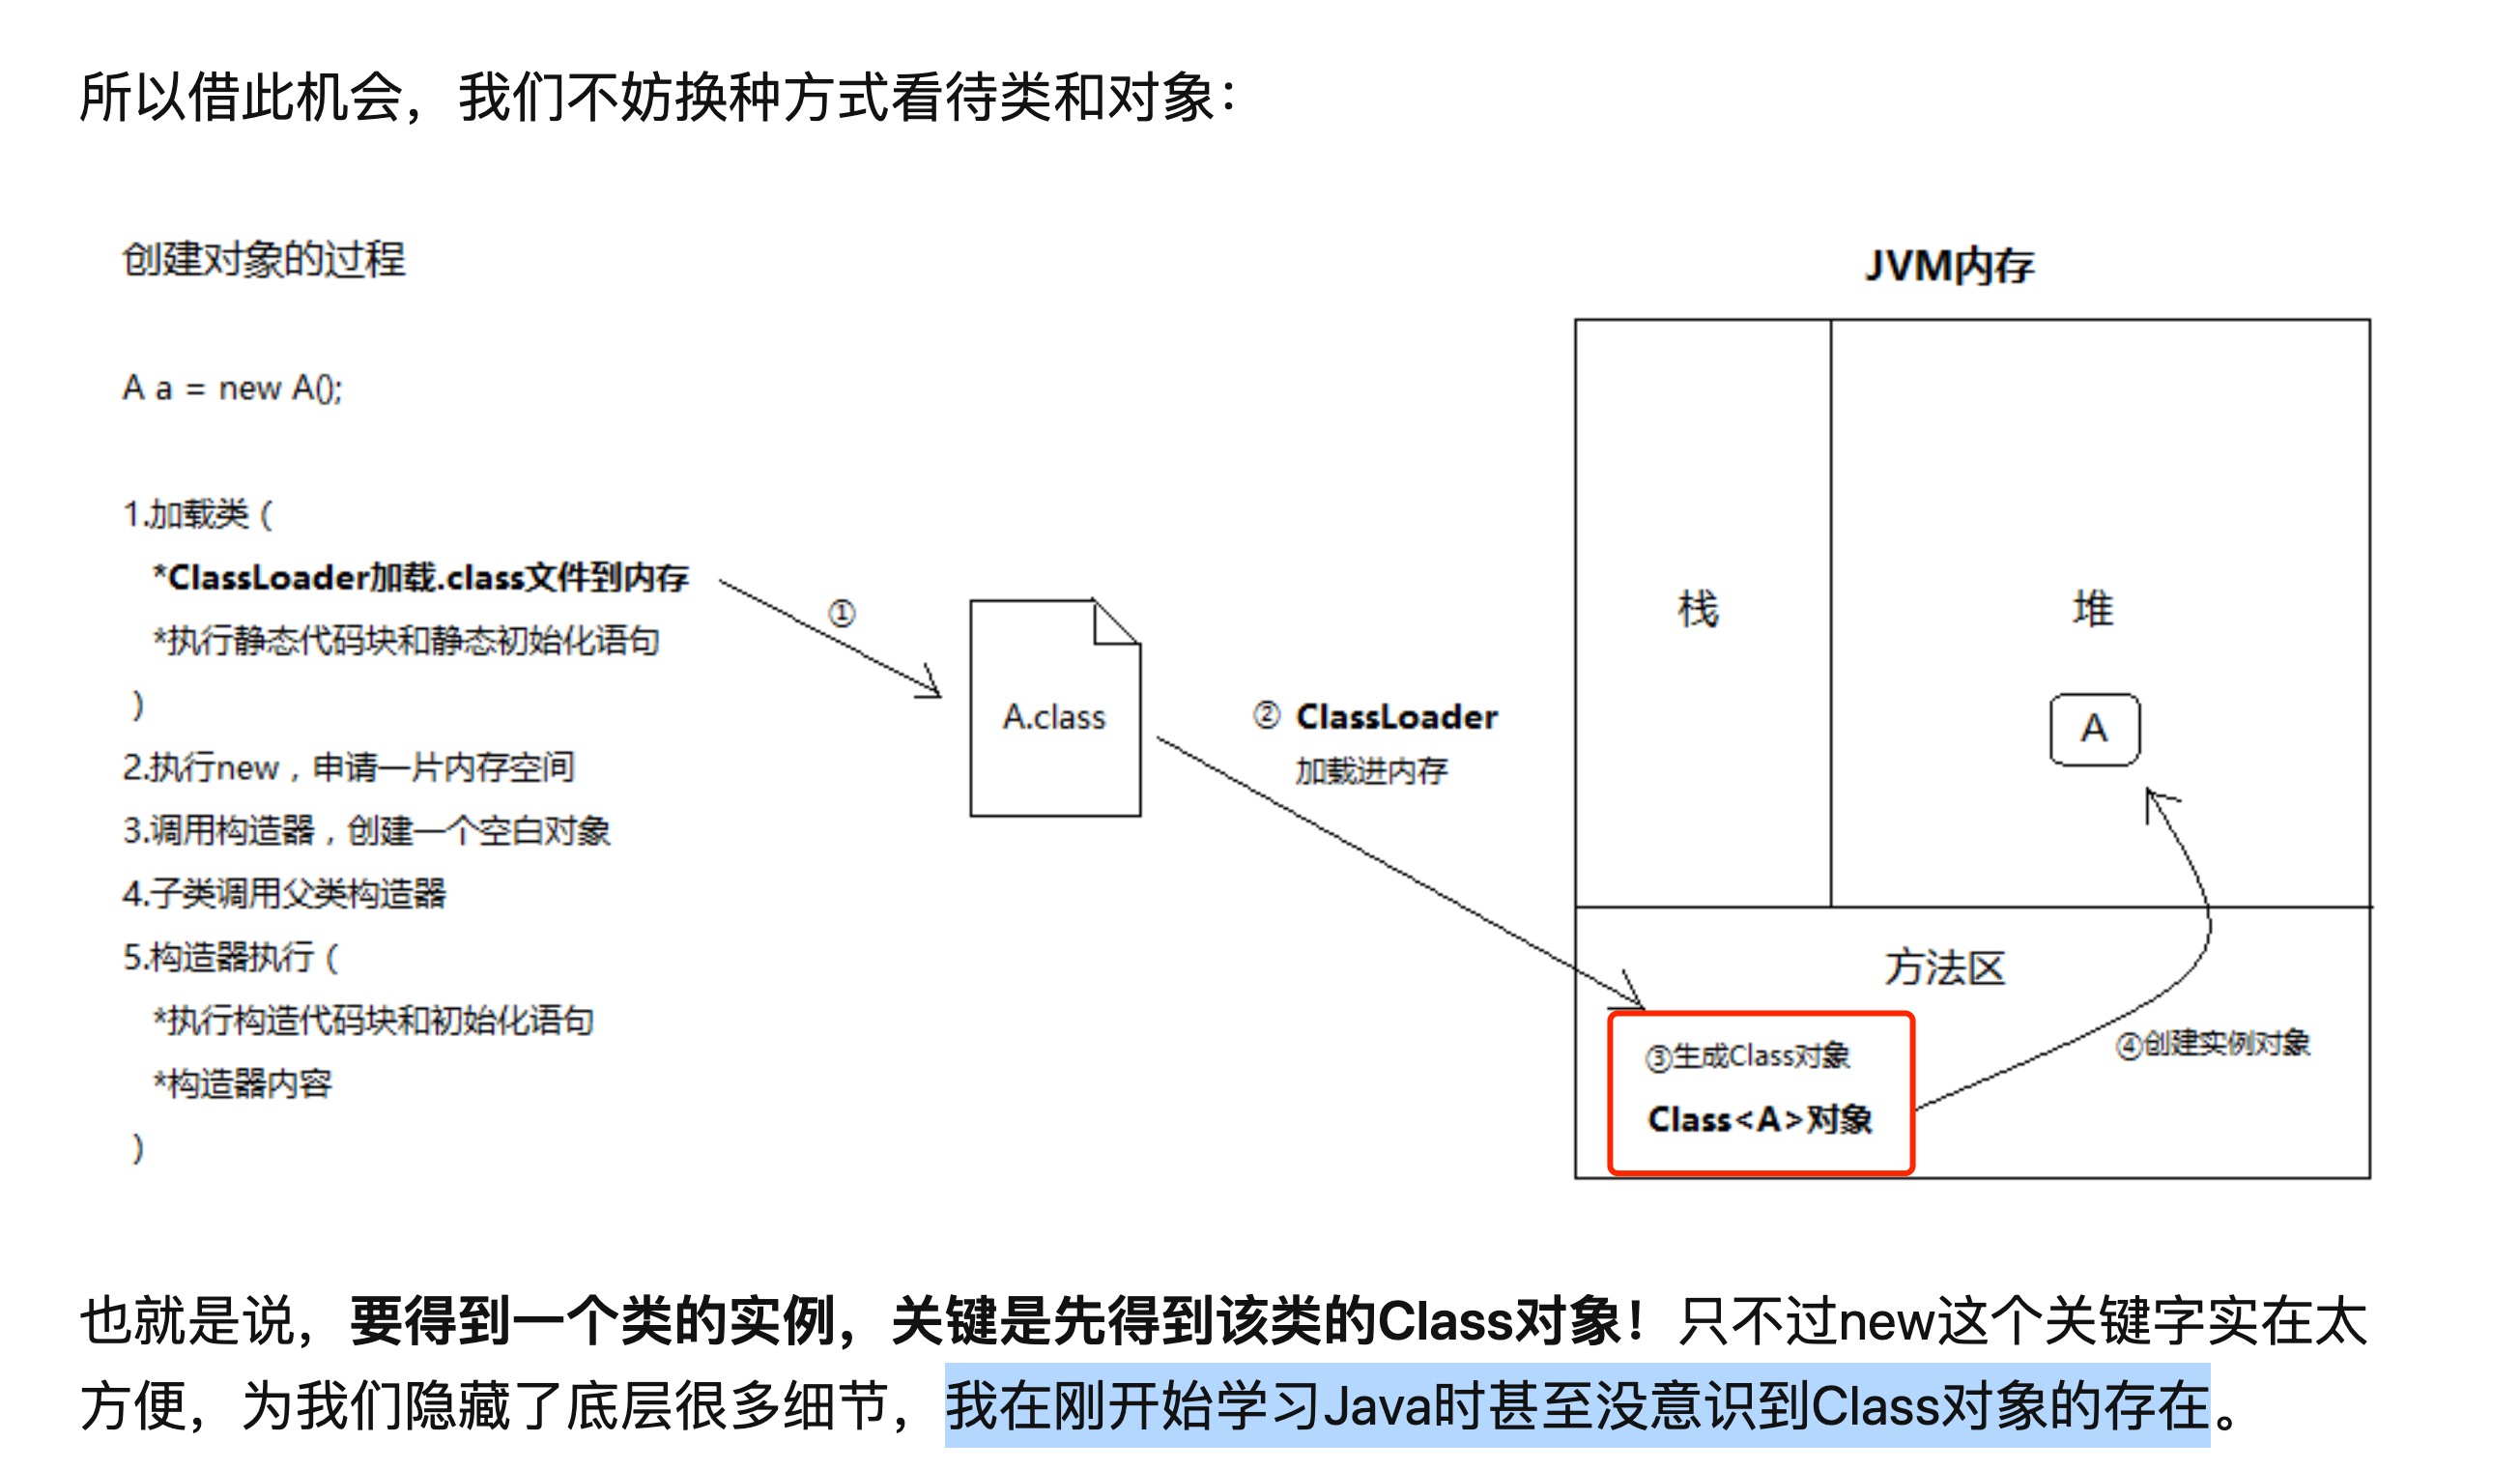 所以借此机会，我们不妨换种方式看待类和对象：
创建对象的过程
A a = new A();
1.加载类（
*ClassLoader加载.class文件到内存
*执行静态代码块和静态初始化语句
）
2.执行new，申请一片内存空间
3.调用构造器，创建一个空白对象
4.子类调用父类构造器
5.构造器执行（
*执行构造代码块和初始化语句
*构造器内容
）
①
A.class
② ClassLoader
加载进内存
JVM内存
栈
堆
A
方法区
③生成Class对象
Class<A>对象
④创建实例对象
也就是说，要得到一个类的实例，关键是先得到该类的Class对象！只不过new这个关键字实在太
方便，为我们隐藏了底层很多细节，我在刚开始学习Java时甚至没意识到Class对象的存在。